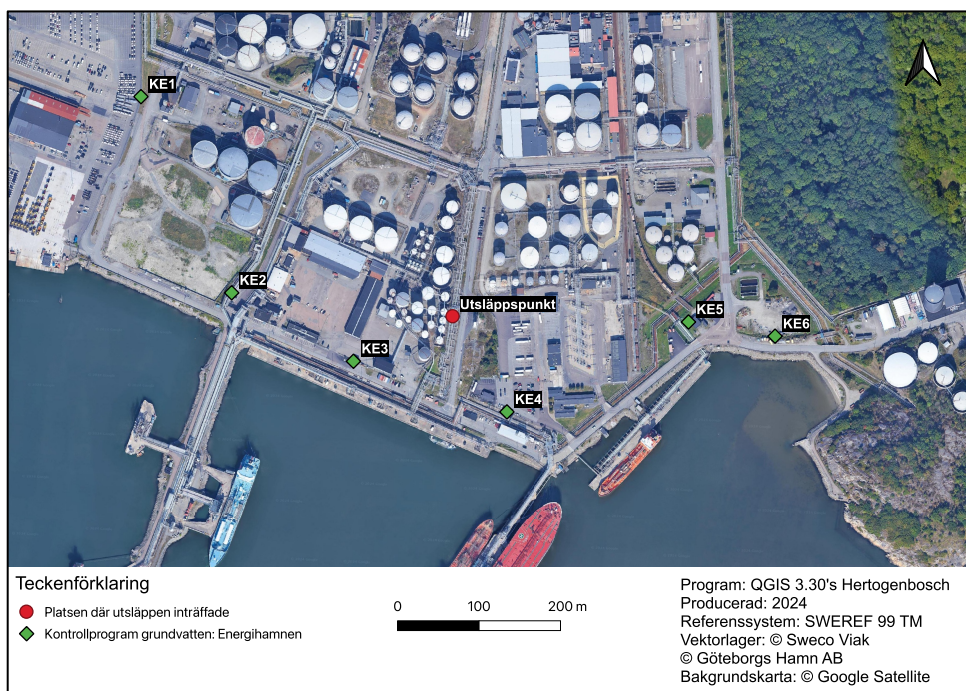 KE1
KE2
Utsläppspunkt
KE5
KE6
KE3
KE4
Teckenförklaring
Platsen där utsläppen inträffade
Kontrollprogram grundvatten: Energihamnen
0 100 200 m
Program: QGIS 3.30's Hertogenbosch
Producerad: 2024
Referenssystem: SWEREF 99 TM
Vektorlager: © Sweco Viak
© Göteborgs Hamn AB
Bakgrundskarta: © Google Satellite